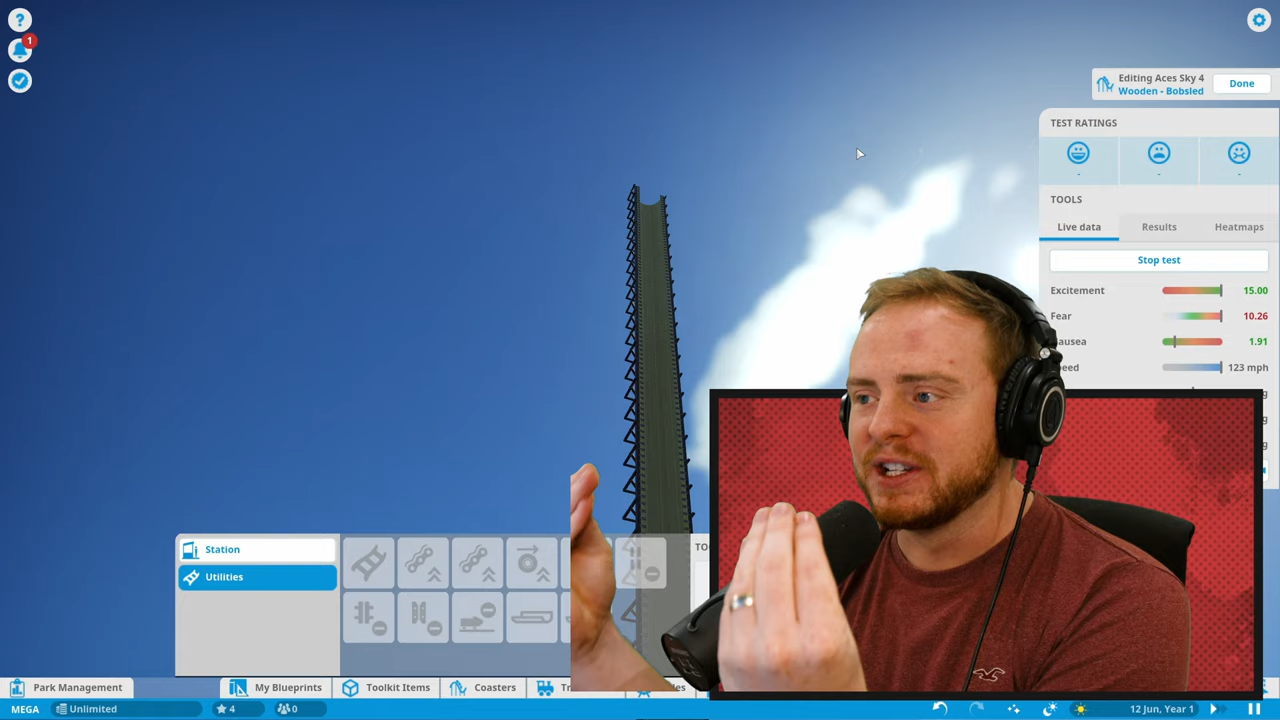 ?
1
Editing Aces Sky 4
Wooden - Bobsled
Done
TEST RATINGS
-
-
-
TOOLS
Live data
Results
Heatmaps
Stop test
Excitement
15.00
Fear
10.26
1.91
123 mph
Station
Utilities
Park Management
My Blueprints
Toolkit Items
Coasters
MEGA
Unlimited
4
0
12 Jun, Year 1